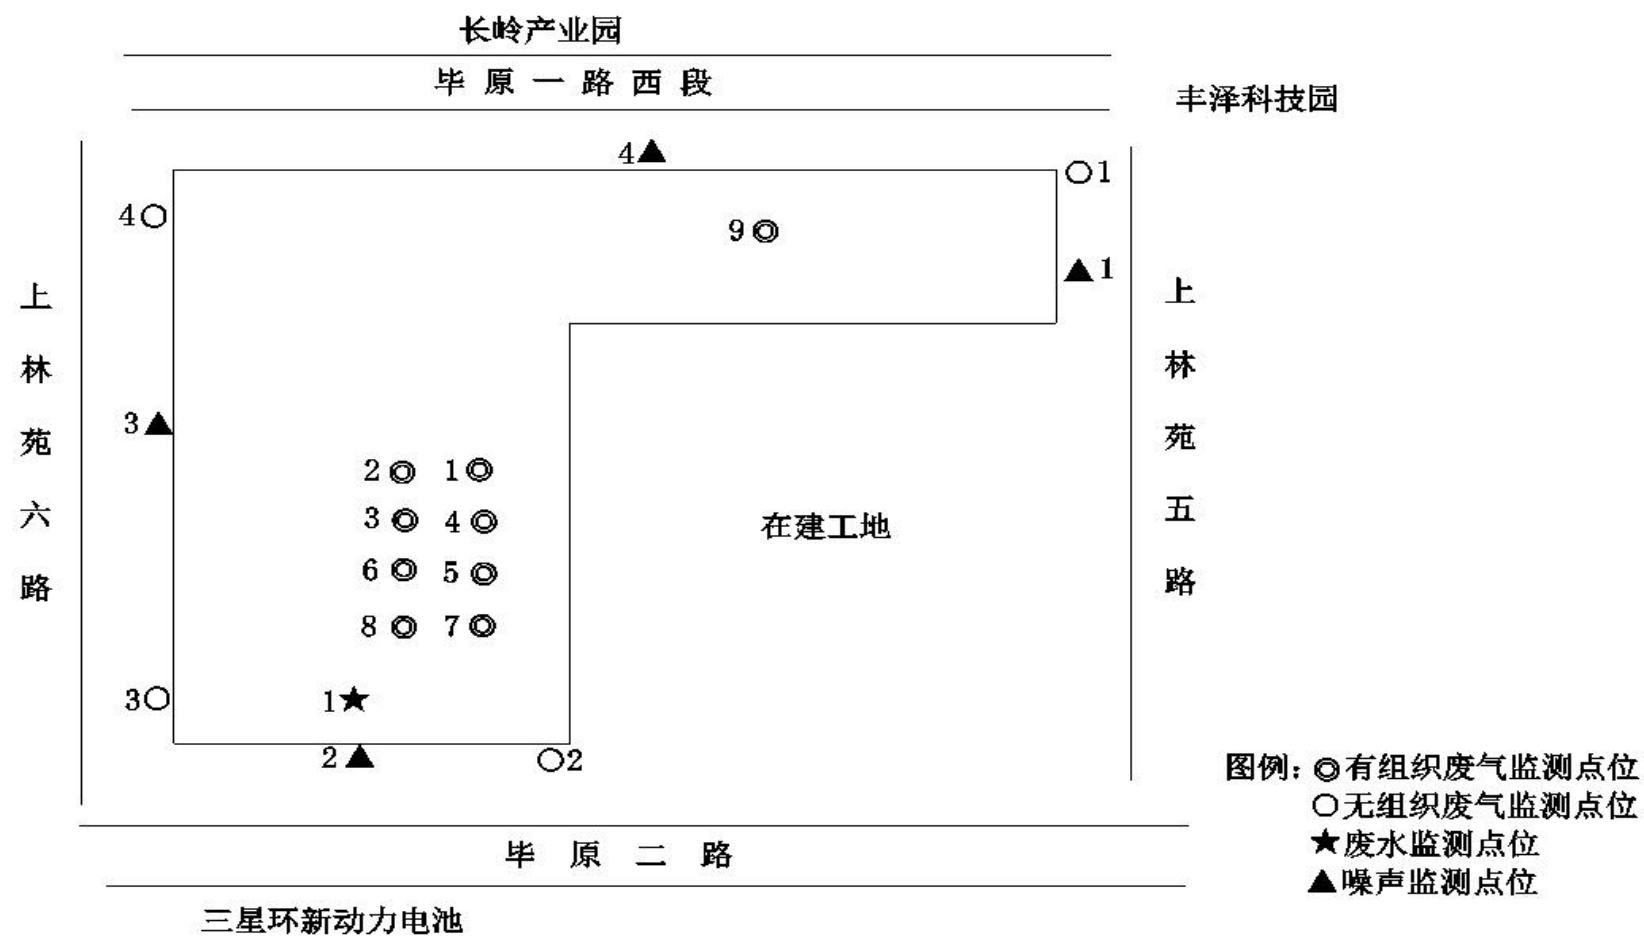 长岭产业园
毕原一路西段
丰泽科技园
4▲
○1
4○
9◎
▲1
上林苑六路
上林苑五路
3▲
2◎ 1◎
3◎ 4◎
在建工地
6◎ 5◎
8◎ 7◎
3○
1★
2▲
○2
图例：◎有组织废气监测点位
○无组织废气监测点位
★废水监测点位
▲噪声监测点位
毕原二路
三星环新动力电池